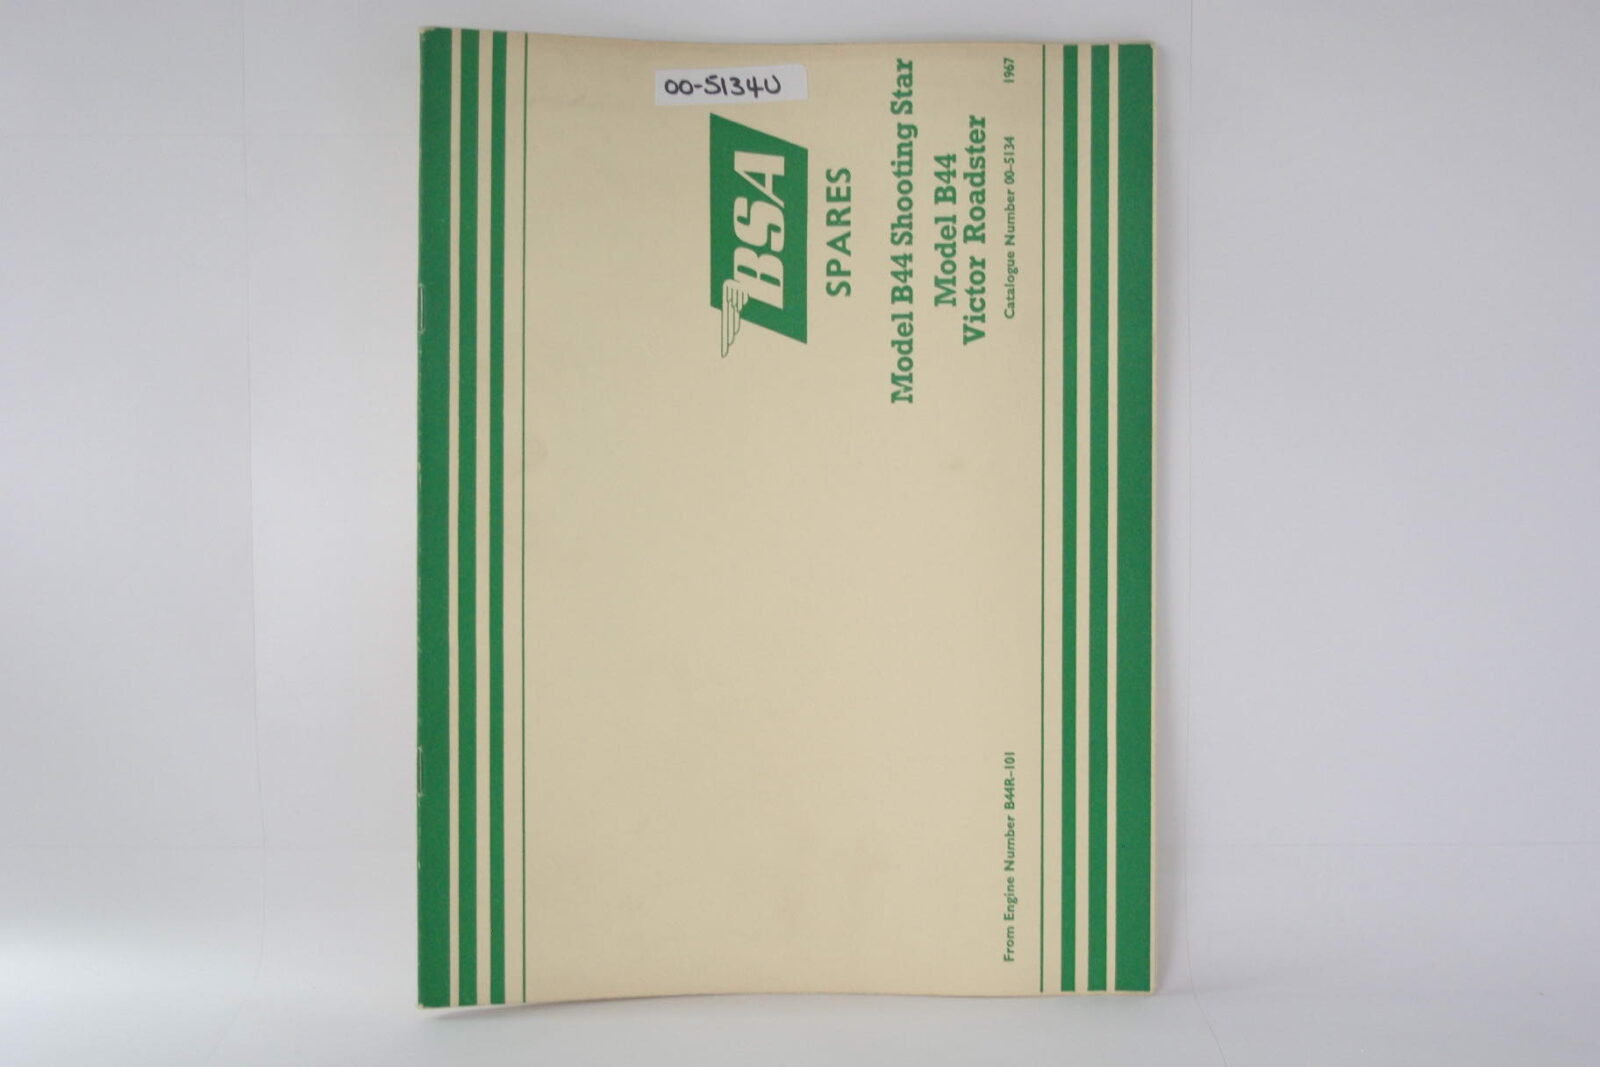 00-5134U
BSA
SPARES
Model B44 Shooting Star
Model B44
Victor Roadster
From Engine Number B44R-101
Catalogue Number 00-5134
1967